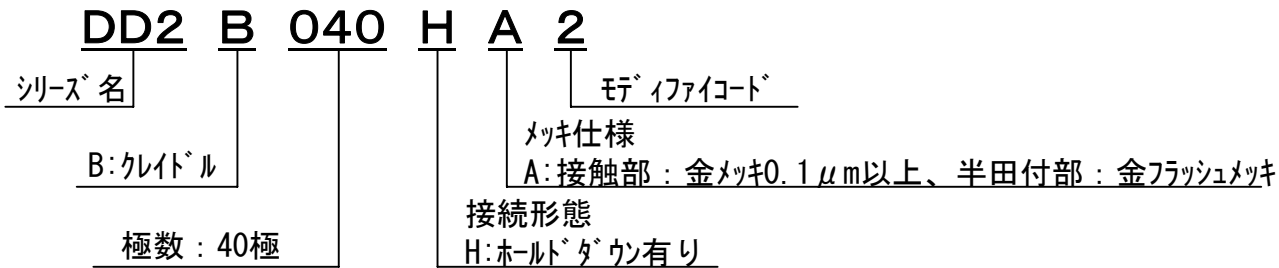 DD2 B 040 H A 2
ｼﾘｰｽﾞ名
ﾓﾃﾞｨﾌｧｲｺｰﾄﾞ
ﾒｯｷ仕様
B:ｸﾚｲﾄﾞﾙ
A:接触部：金ﾒｯｷ0.1μm以上、半田付部：金ﾌﾗｯｼｭﾒｯｷ
接続形態
極数：40極
H:ﾎｰﾙﾄﾞﾀﾞｳﾝ有り